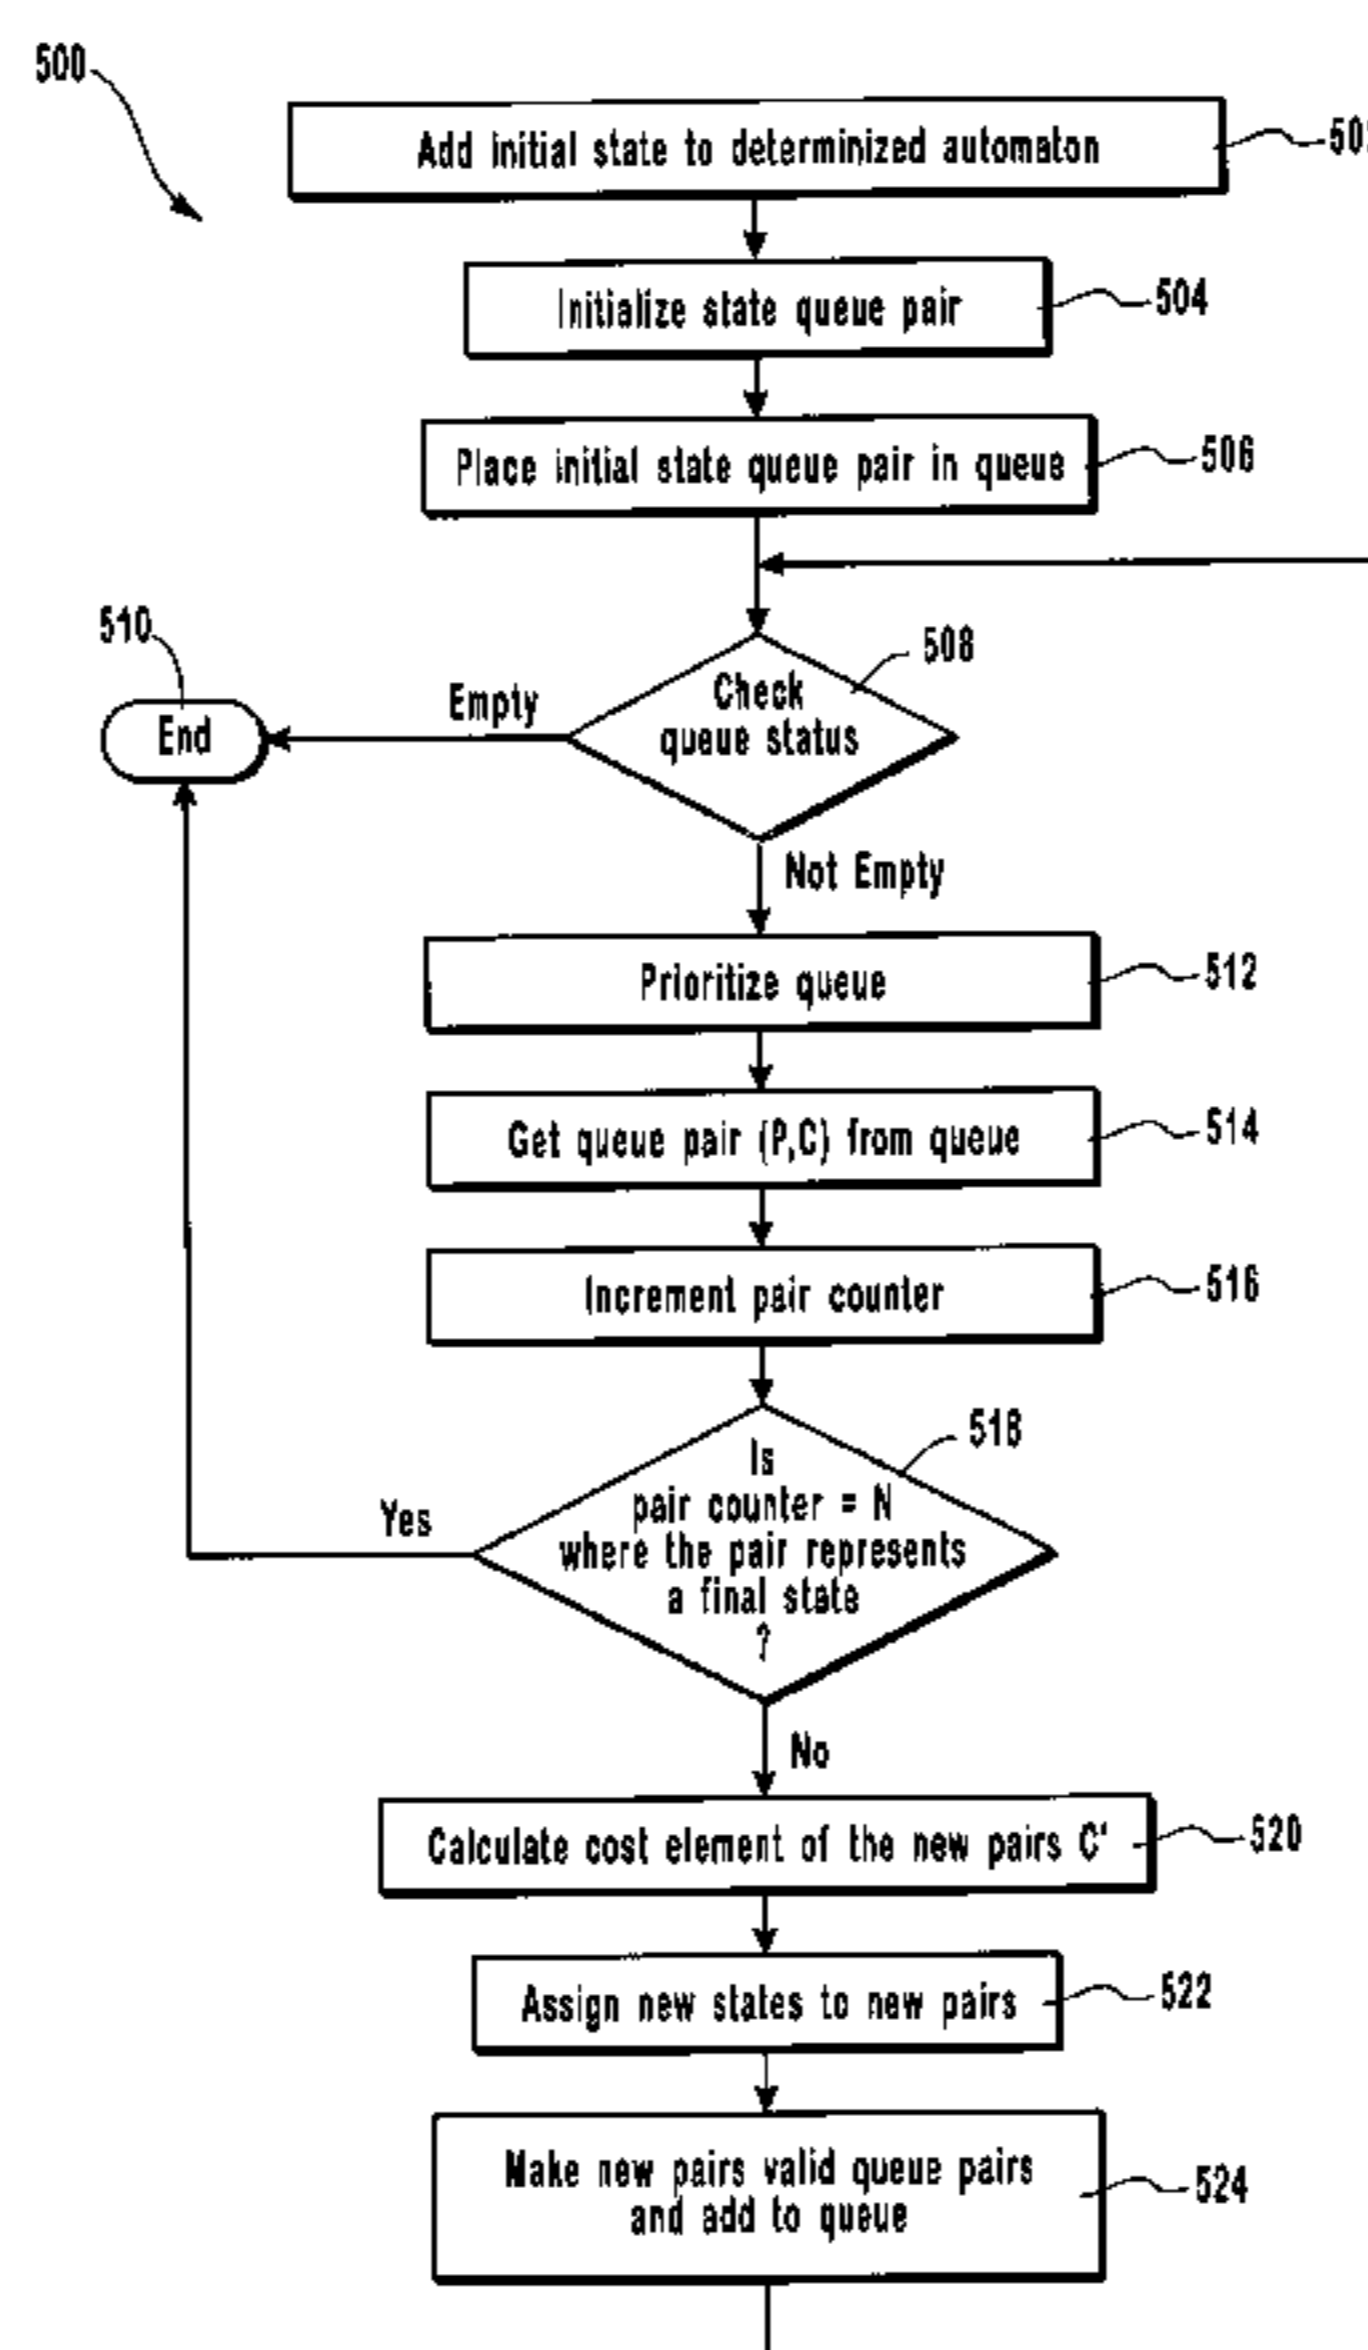 500
Add initial state to determinized automaton
Initialize state queue pair
504
Place initial state queue pair in queue
506
510
End
Empty
Check
queue status
508
Not Empty
Prioritize queue
512
Get queue pair (P,C) from queue
514
Increment pair counter
516
518
Is
pair counter = N
where the pair represents
a final state
?
Yes
No
Calculate cost element of the new pairs C'
520
Assign new states to new pairs
522
Make new pairs valid queue pairs
and add to queue
524